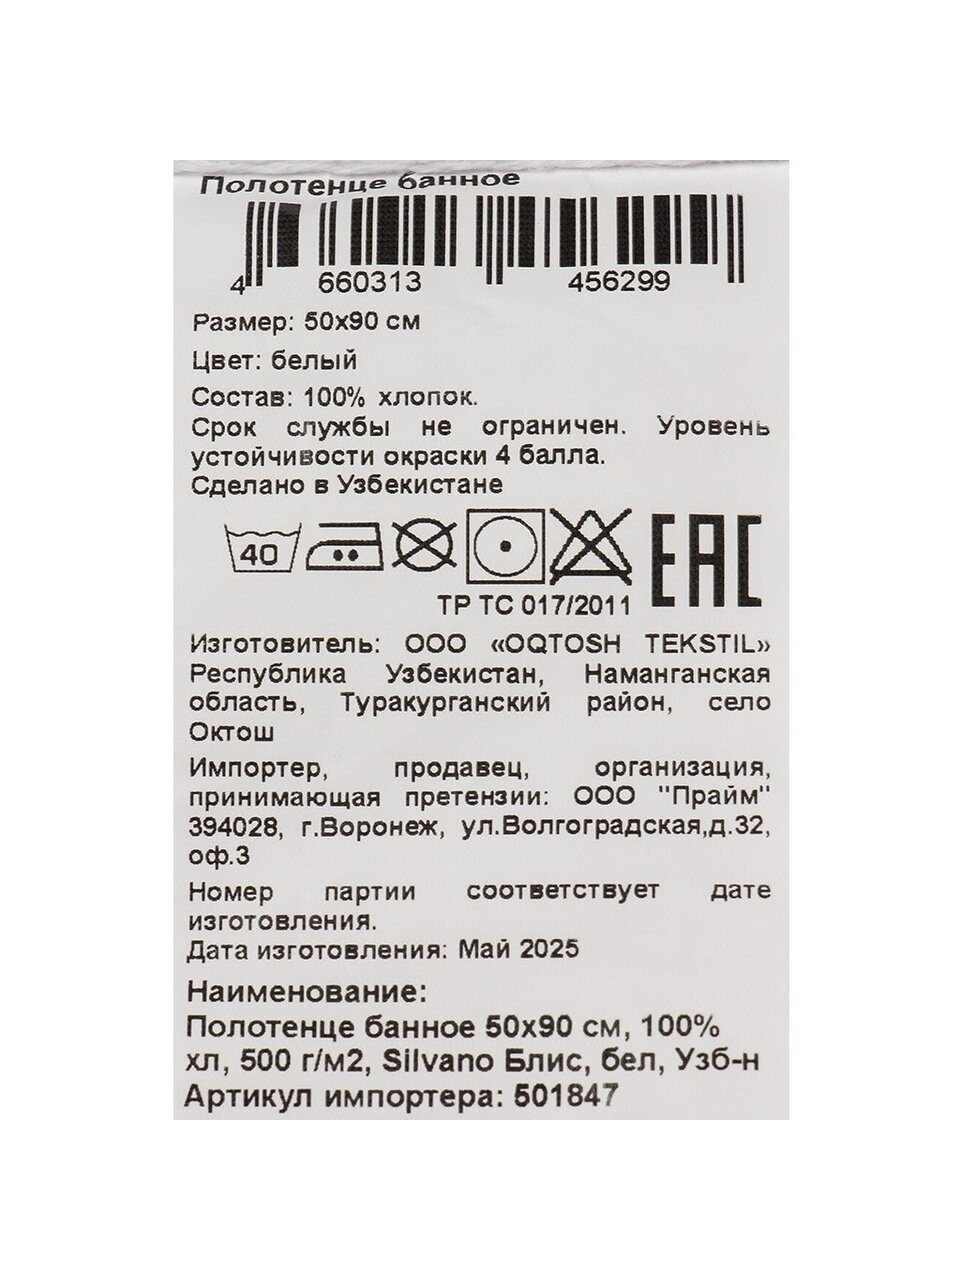 Полотенце банное
4 660313 456299
Размер: 50х90 см
Цвет: белый
Состав: 100% хлопок.
Срок службы не ограничен. Уровень
устойчивости окраски 4 балла.
Сделано в Узбекистане
40
EAC
ТР ТС 017/2011
Изготовитель: ООО «OQTOSH TEKSTIL»
Республика Узбекистан, Наманганская
область, Туракурганский район, село
Октош
Импортер, продавец, организация,
принимающая претензии: ООО "Прайм"
394028, г.Воронеж, ул.Волгоградская,д.32,
оф.3
Номер партии соответствует дате
изготовления.
Дата изготовления: Май 2025
Наименование:
Полотенце банное 50х90 см, 100%
хл, 500 г/м2, Silvano Блис, бел, Узб-н
Артикул импортера: 501847